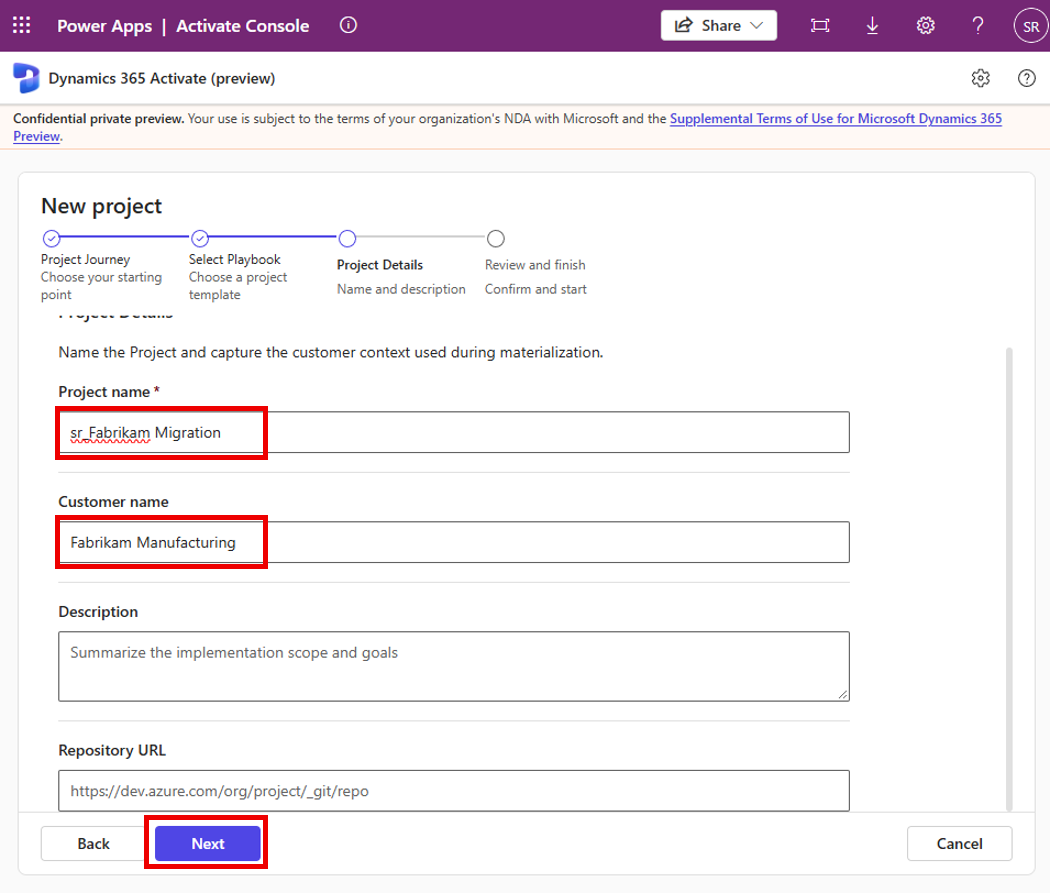 Power Apps | Activate Console
Share
SR
Dynamics 365 Activate (preview)
Confidential private preview. Your use is subject to the terms of your organization's NDA with Microsoft and the Supplemental Terms of Use for Microsoft Dynamics 365
Preview.
New project
Project Journey
Choose your starting
point
Select Playbook
Choose a project
template
Project Details
Name and description
Review and finish
Confirm and start
Project Details
Name the Project and capture the customer context used during materialization.
Project name *
sr_Fabrikam Migration
Customer name
Fabrikam Manufacturing
Description
Summarize the implementation scope and goals
Repository URL
https://dev.azure.com/org/project/_git/repo
Back
Next
Cancel